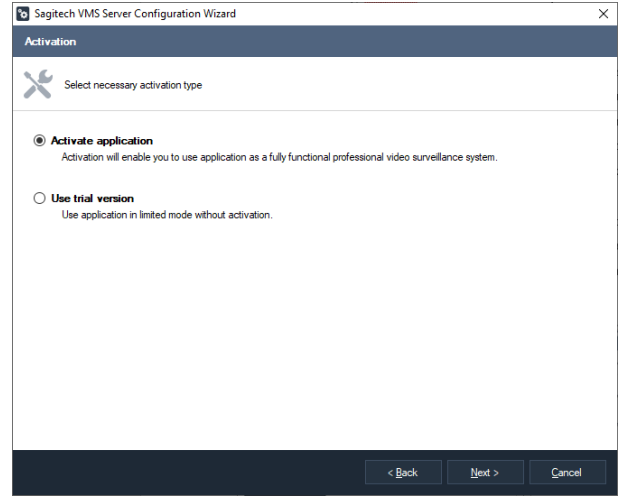 Sagitech VMS Server Configuration Wizard
Activation
Select necessary activation type
Activate application
Activation will enable you to use application as a fully functional professional video surveillance system.
Use trial version
Use application in limited mode without activation.
< Back Next > Cancel